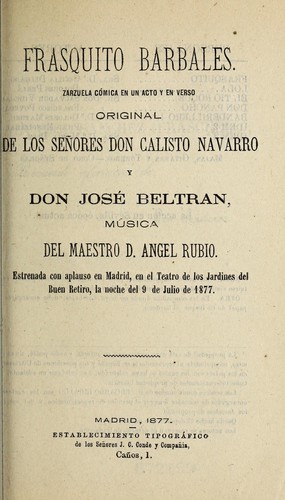 FRASQUITO BARBALES.
ZARZUELA CÓMICA EN UN ACTO Y EN VERSO
ORIGINAL
DE LOS SEÑORES DON CALISTO NAVARRO
Y
DON JOSÉ BELTRAN,
MÚSICA
DEL MAESTRO D. ANGEL RUBIO.
Estrenada con aplauso en Madrid, en el Teatro de los Jardines del
Buen Retiro, la noche del 9 de Julio de 1877.
MADRID, 1877.
ESTABLECIMIENTO TIPOGRÁFICO
de los Señores J. C. Conde y Compañía,
Caños, 1.